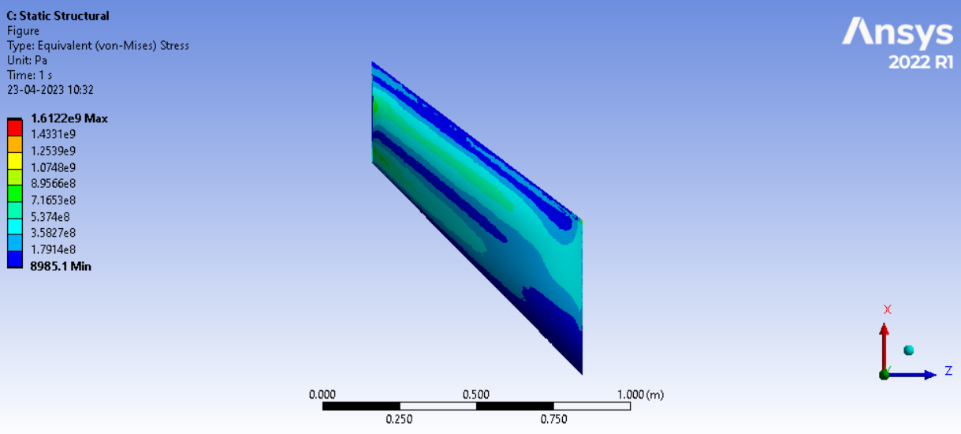 C: Static Structural
Figure
Type: Equivalent (von-Mises) Stress
Unit: Pa
Time: 1 s
23-04-2023 10:32
1.6122e9 Max
1.4331e9
1.2539e9
1.0748e9
8.9566e8
7.1653e8
5.374e8
3.5827e8
1.7914e8
8985.1 Min
Ansys
2022 R1
X
Z
0.000 0.500 1.000 (m)
0.250 0.750